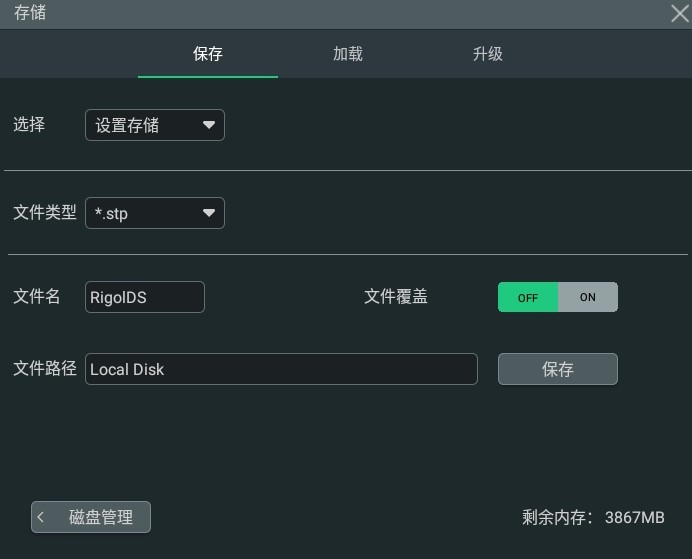 存储
保存 加载 升级
选择 设置存储
文件类型 *.stp
文件名 RigolDS 文件覆盖 OFF ON
文件路径 Local Disk 保存
磁盘管理 剩余内存： 3867MB